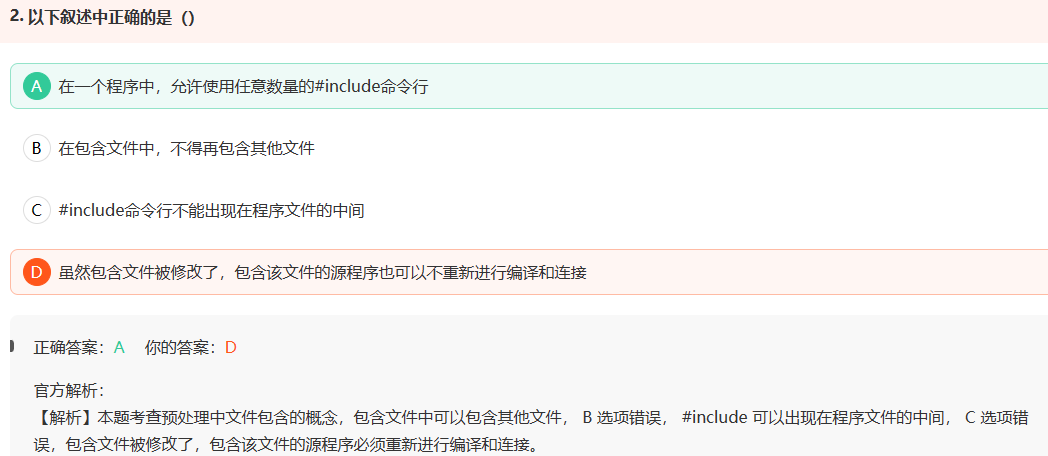 2. 以下叙述中正确的是（）
A 在一个程序中，允许使用任意数量的#include命令行
B 在包含文件中，不得再包含其他文件
C #include命令行不能出现在程序文件的中间
D 虽然包含文件被修改了，包含该文件的源程序也可以不重新进行编译和连接
正确答案：A 你的答案：D
官方解析：
【解析】本题考查预处理中文件包含的概念，包含文件中可以包含其他文件， B 选项错误， #include 可以出现在程序文件的中间， C 选项错
误，包含文件被修改了，包含该文件的源程序必须重新进行编译和连接。